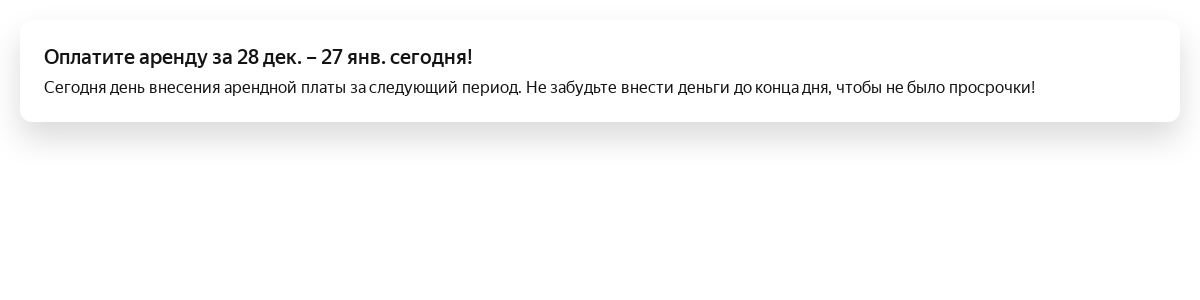 Оплатите аренду за 28 дек. – 27 янв. сегодня!
Сегодня день внесения арендной платы за следующий период. Не забудьте внести деньги до конца дня, чтобы не было просрочки!